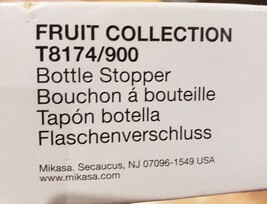 FRUIT COLLECTION
T8174/900
Bottle Stopper
Bouchon á bouteille
Tapón botella
Flaschenverschluss
Mikasa. Secaucus, NJ 07096-1549 USA
www.mikasa.com